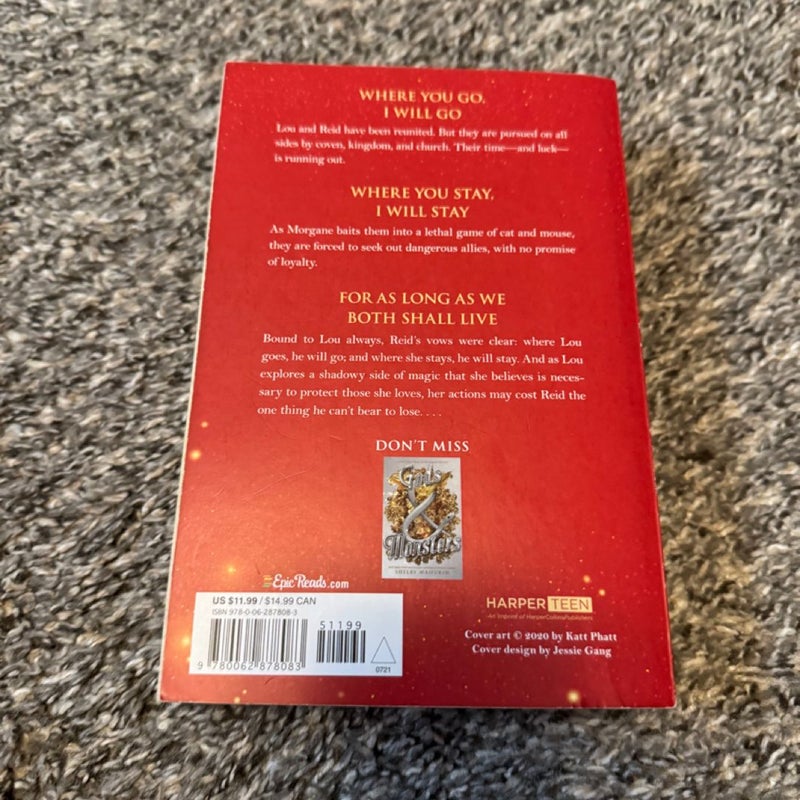 WHERE YOU GO,
I WILL GO
Lou and Reid have been reunited. But they are pursued on all
sides by coven, kingdom, and church. Their time—and luck—
is running out.
WHERE YOU STAY,
I WILL STAY
As Morgane baits them into a lethal game of cat and mouse,
they are forced to seek out dangerous allies, with no promise
of loyalty.
FOR AS LONG AS WE
BOTH SHALL LIVE
Bound to Lou always, Reid's vows were clear: where Lou
goes, he will go; and where she stays, he will stay. And as Lou
explores a shadowy side of magic that she believes is neces-
sary to protect those she loves, her actions may cost Reid the
one thing he can't bear to lose. . . .
DON'T MISS
Gods
&
Monsters
SHELBY MAHURIN
EpicReads.com
US $11.99 / $14.99 CAN
ISBN 978-0-06-287808-3
51199
9 780062 878083
0721
HARPER TEEN
An Imprint of HarperCollinsPublishers
Cover art © 2020 by Katt Phatt
Cover design by Jessie Gang